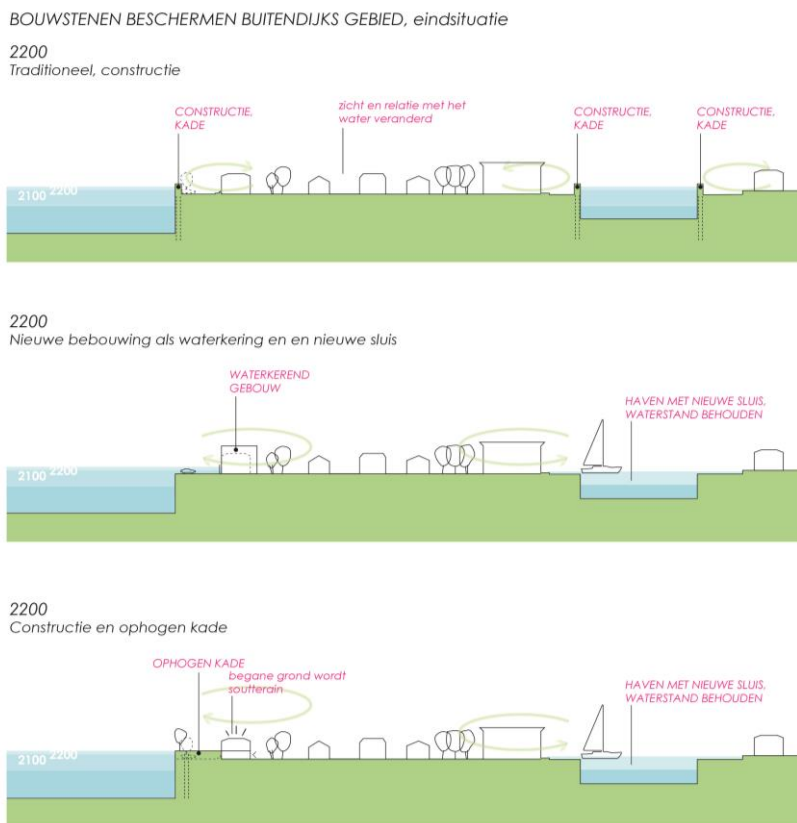 BOUWSTENEN BESCHERMEN BUITENDIJKS GEBIED, eindsituatie
2200
Traditioneel, constructie
CONSTRUCTIE,
KADE
zicht en relatie met het
water veranderd
CONSTRUCTIE,
KADE
CONSTRUCTIE,
KADE
2100 2200
2200
Nieuwe bebouwing als waterkering en en nieuwe sluis
WATERKEREND
GEBOUW
HAVEN MET NIEUWE SLUIS.
WATERSTAND BEHOUDEN
2100 2200
2200
Constructie en ophogen kade
OPHOGEN KADE
begane grond wordt
soutterain
HAVEN MET NIEUWE SLUIS.
WATERSTAND BEHOUDEN
2100 2200